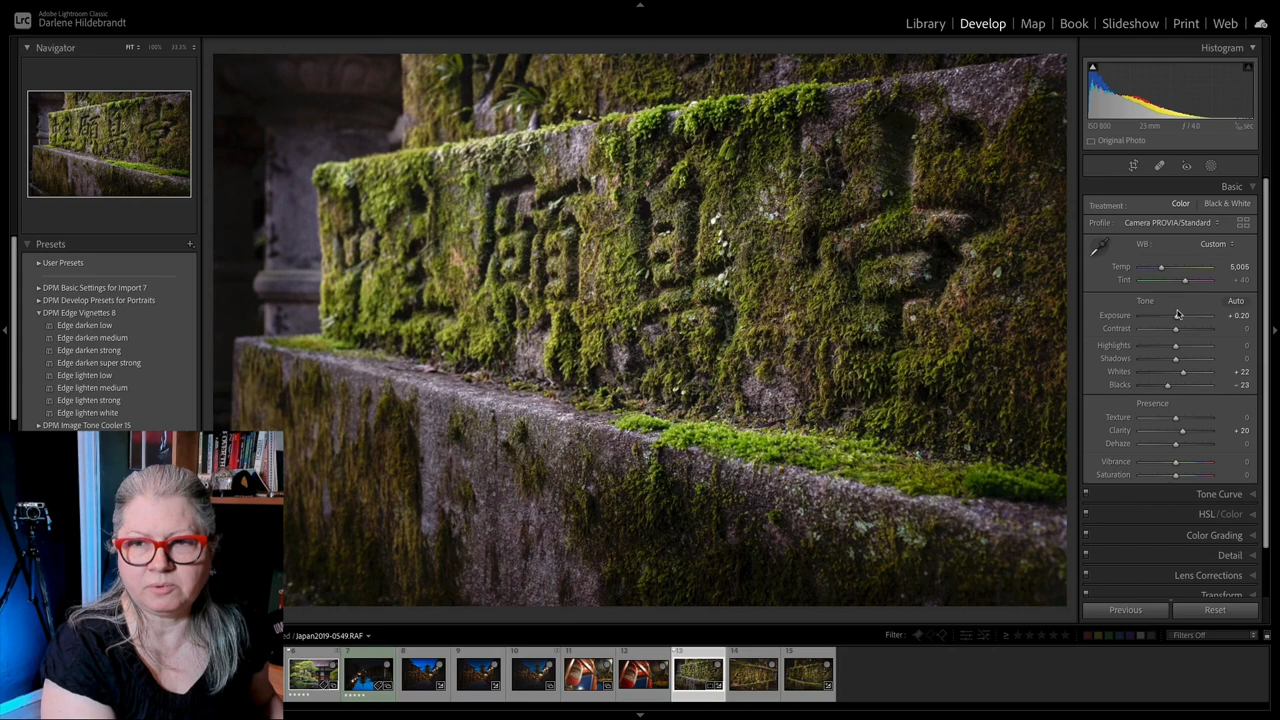 Lrc
Adobe Lightroom Classic
Darlene Hildebrandt
Library | Develop | Map | Book | Slideshow | Print | Web
Navigator
FIT
100%
33.3%
Presets
+
User Presets
DPM Basic Settings for Import 7
DPM Develop Presets for Portraits
DPM Edge Vignettes 8
Edge darken low
Edge darken medium
Edge darken strong
Edge darken super strong
Edge lighten low
Edge lighten medium
Edge lighten strong
Edge lighten white
DPM Image Tone Cooler 15
Histogram
ISO 800
23 mm
ƒ / 4.0
Original Photo
Basic
Treatment :
Color
Black & White
Profile :
Camera PROVIA/Standard
WB :
Custom
Temp
5,005
Tint
+ 40
Tone
Auto
Exposure
+ 0.20
Contrast
0
Highlights
0
Shadows
0
Whites
+ 22
Blacks
– 23
Presence
Texture
0
Clarity
+ 20
Dehaze
0
Vibrance
0
Saturation
0
Tone Curve
HSL / Color
Color Grading
Detail
Lens Corrections
Transform
Previous
Reset
/ Japan2019-0549.RAF
Filter :
Filters Off
7
8
9
10
11
12
13
14
15